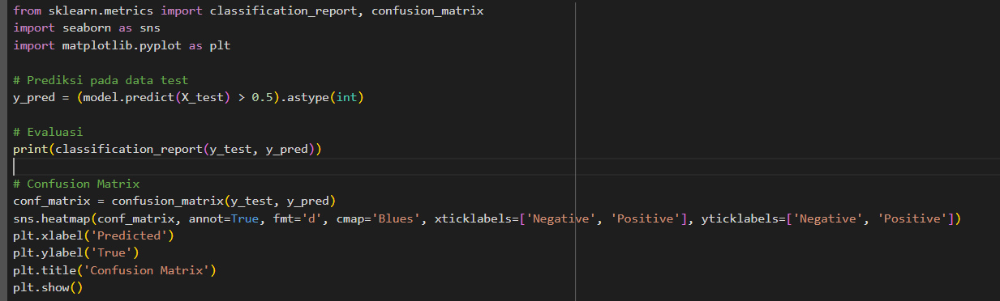 from sklearn.metrics import classification_report, confusion_matrix
import seaborn as sns
import matplotlib.pyplot as plt
# Prediksi pada data test
y_pred = (model.predict(X_test) > 0.5).astype(int)
# Evaluasi
print(classification_report(y_test, y_pred))
# Confusion Matrix
conf_matrix = confusion_matrix(y_test, y_pred)
sns.heatmap(conf_matrix, annot=True, fmt='d', cmap='Blues', xticklabels=['Negative', 'Positive'], yticklabels=['Negative', 'Positive'])
plt.xlabel('Predicted')
plt.ylabel('True')
plt.title('Confusion Matrix')
plt.show()